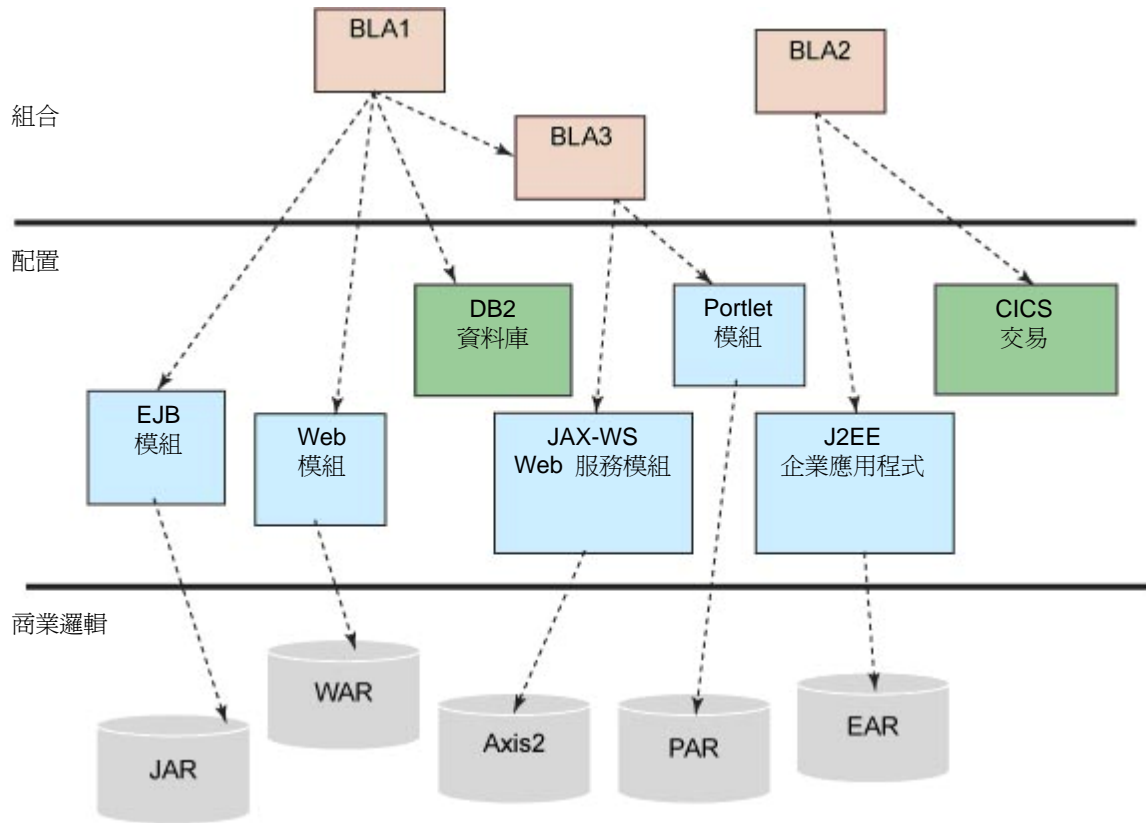 BLA1
BLA2
組合
BLA3
配置
DB2
資料庫
Portlet
模組
CICS
交易
EJB
模組
Web
模組
JAX-WS
Web 服務模組
J2EE
企業應用程式
商業邏輯
WAR
JAR
Axis2
PAR
EAR